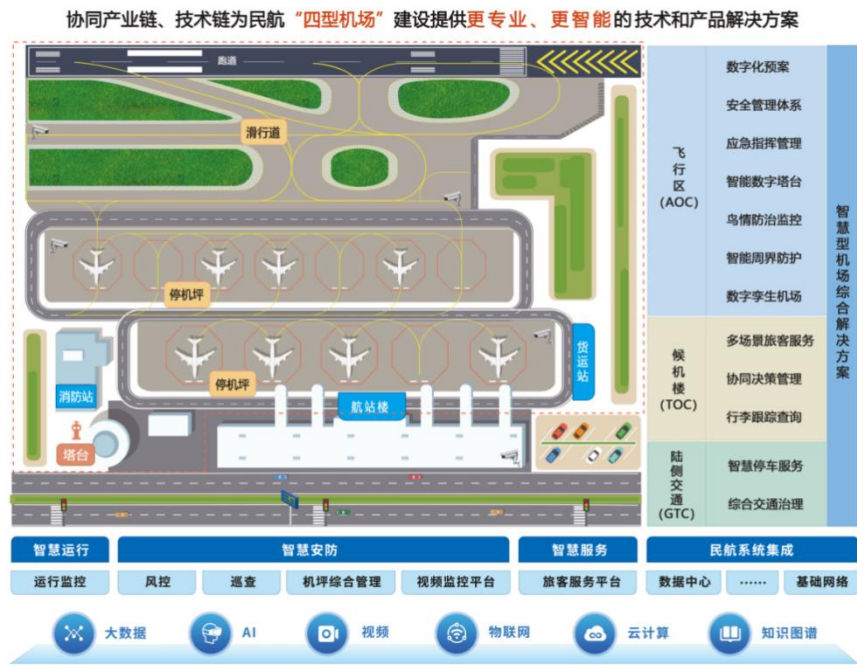 协同产业链、技术链为民航“四型机场”建设提供更专业、更智能的技术和产品解决方案
跑道
滑行道
停机坪
停机坪
货运站
消防站
航站楼
塔台
飞行区
(AOC)
数字化预案
安全管理体系
应急指挥管理
智能数字塔台
鸟情防治监控
智能周界防护
数字孪生机场
候机楼
(TOC)
多场景旅客服务
协同决策管理
行李跟踪查询
陆侧交通
(GTC)
智慧停车服务
综合交通治理
智慧型机场综合解决方案
智慧运行
智慧安防
智慧服务
民航系统集成
运行监控
风控
巡查
机坪综合管理
视频监控平台
旅客服务平台
数据中心
……
基础网络
大数据
AI
视频
物联网
云计算
知识图谱